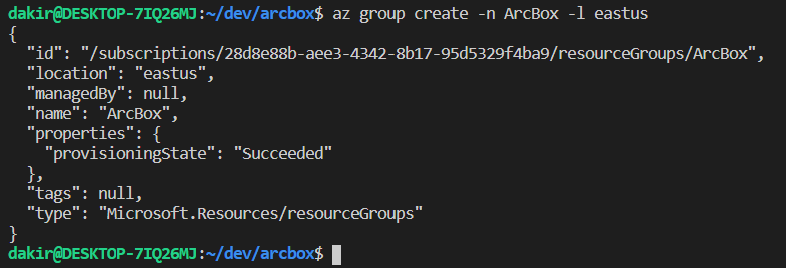 dakir@DESKTOP-7IQ26MJ:~/dev/arcbox$ az group create -n ArcBox -l eastus
{
  "id": "/subscriptions/28d8e88b-aee3-4342-8b17-95d5329f4ba9/resourceGroups/ArcBox",
  "location": "eastus",
  "managedBy": null,
  "name": "ArcBox",
  "properties": {
    "provisioningState": "Succeeded"
  },
  "tags": null,
  "type": "Microsoft.Resources/resourceGroups"
}
dakir@DESKTOP-7IQ26MJ:~/dev/arcbox$